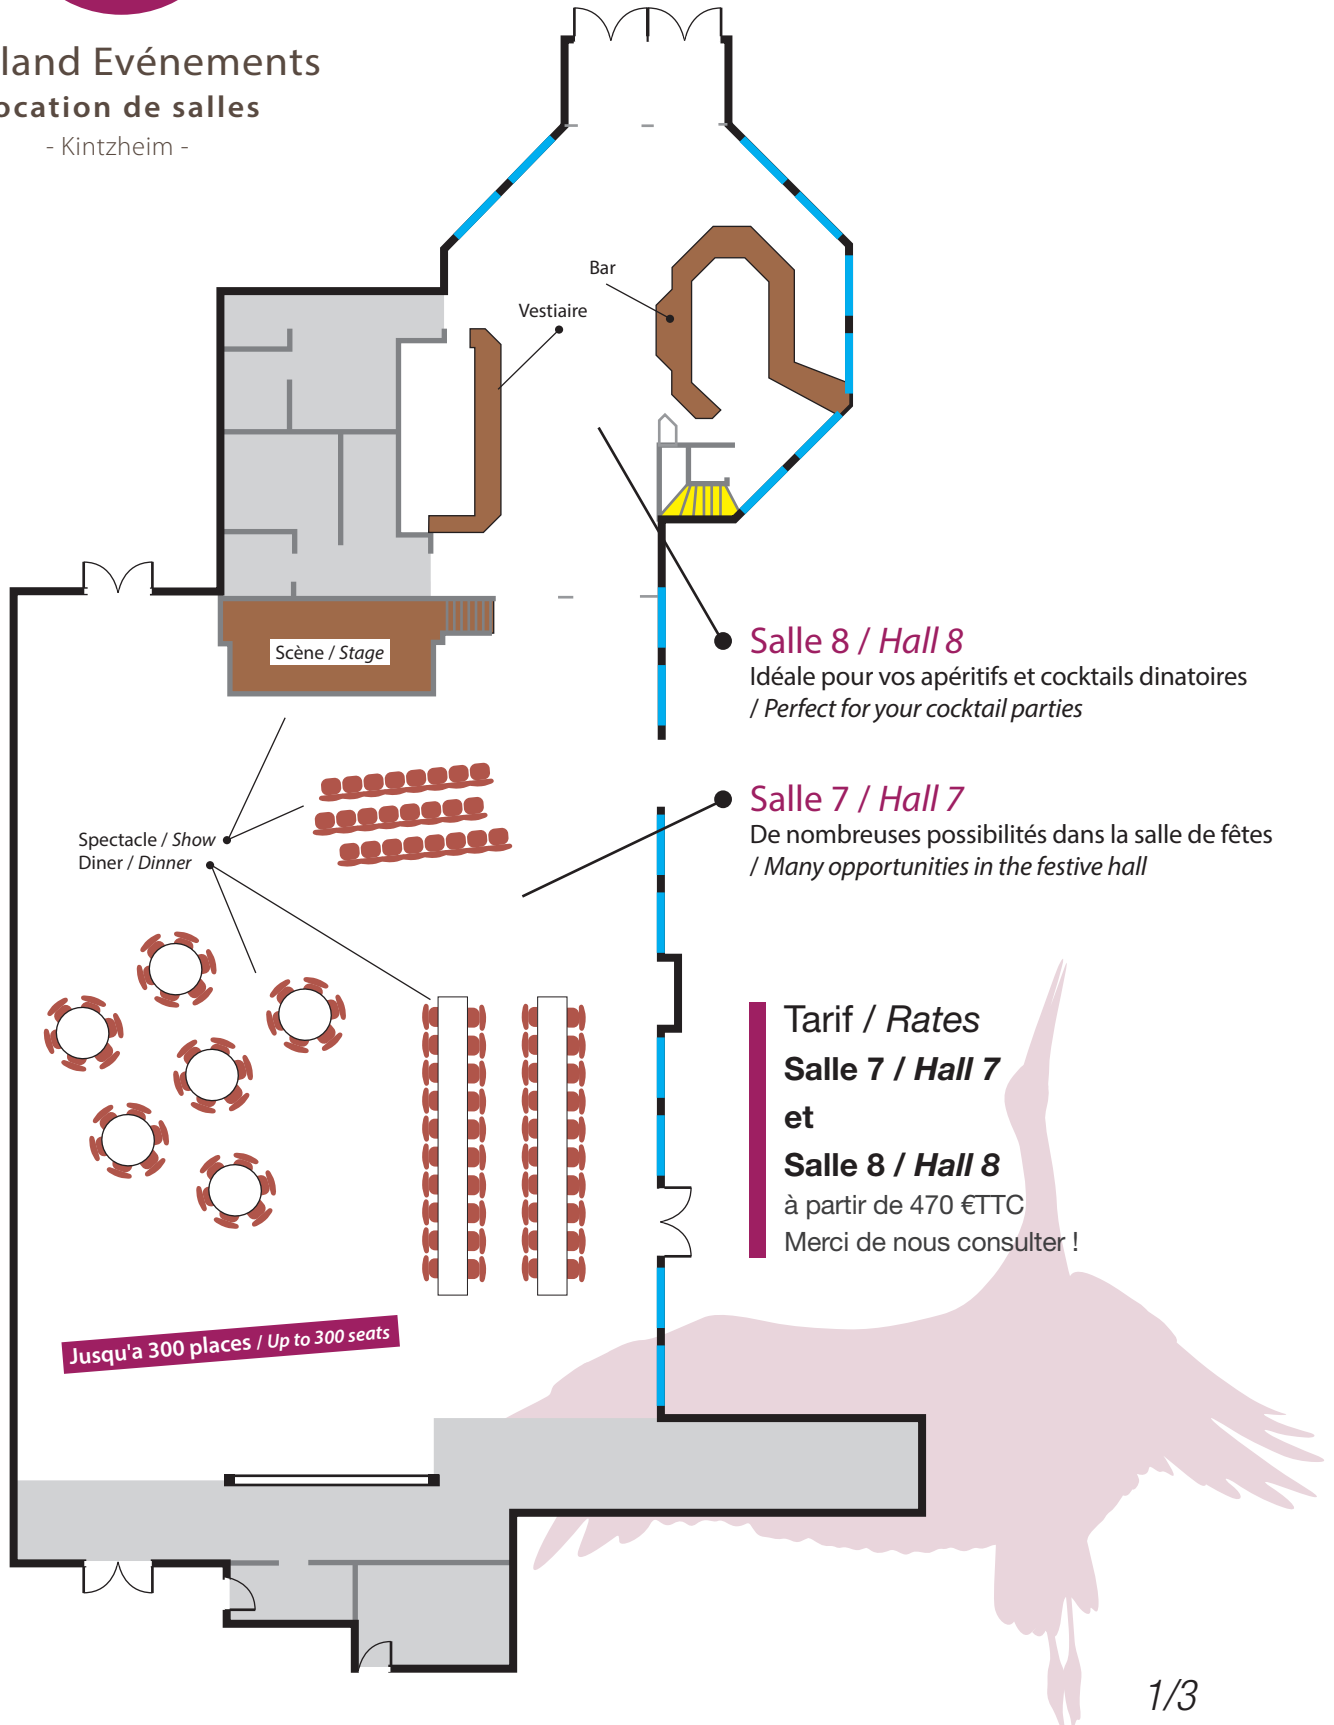 land Evénements
ocation de salles
- Kintzheim -
Bar
Vestiaire
Scène / Stage
Salle 8 / Hall 8
Idéale pour vos apéritifs et cocktails dinatoires
/ Perfect for your cocktail parties
Salle 7 / Hall 7
De nombreuses possibilités dans la salle de fêtes
/ Many opportunities in the festive hall
Spectacle / Show
Diner / Dinner
Tarif / Rates
Salle 7 / Hall 7
et
Salle 8 / Hall 8
à partir de 470 €TTC
Merci de nous consulter !
Jusqu'a 300 places / Up to 300 seats
1/3